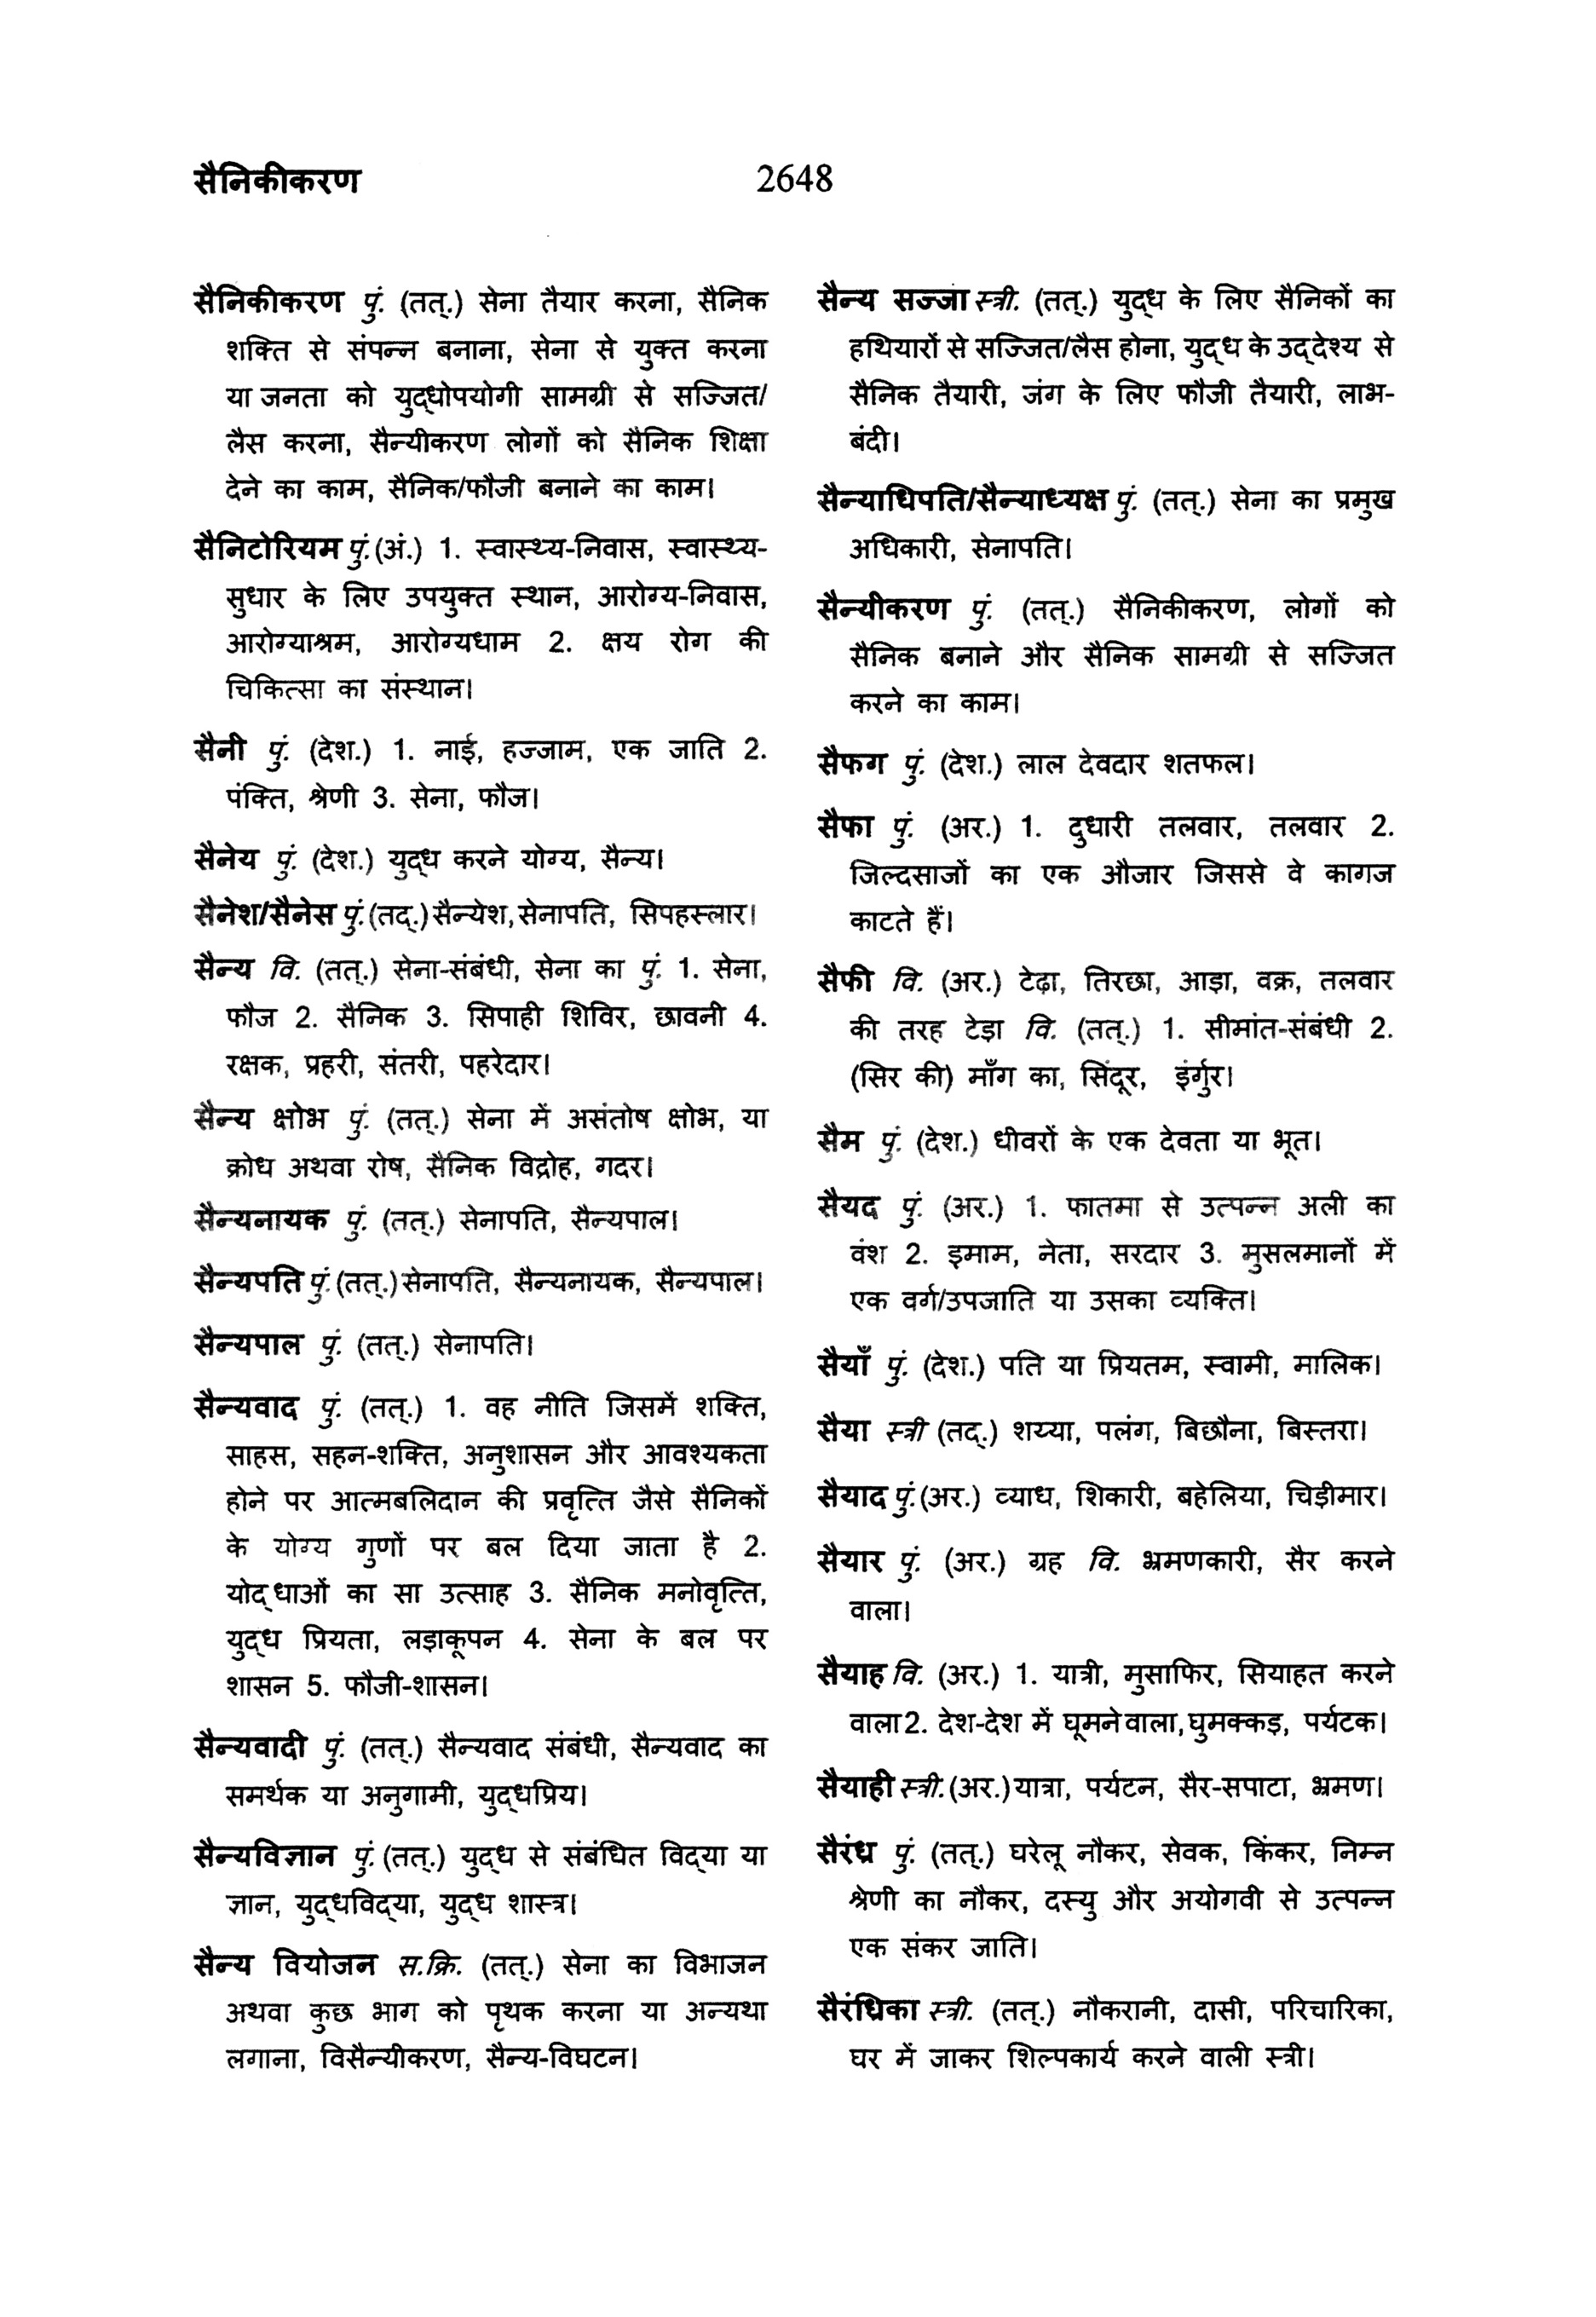 सैनिकीकरण
2648
सैनिकीकरण पुं. (तत्.) सेना तैयार करना, सैनिक
शक्ति से संपन्न बनाना, सेना से युक्त करना
या जनता को युद्धोपयोगी सामग्री से सज्जित/
लैस करना, सैन्यीकरण लोगों को सैनिक शिक्षा
देने का काम, सैनिक/फौजी बनाने का काम।
सैनिटोरियम पुं.(अं.) 1. स्वास्थ्य-निवास, स्वास्थ्य-
सुधार के लिए उपयुक्त स्थान, आरोग्य-निवास,
आरोग्याश्रम, आरोग्यधाम 2. क्षय रोग की
चिकित्सा का संस्थान।
सैनी पुं. (देश.) 1. नाई, हज्जाम, एक जाति 2.
पंक्ति, श्रेणी 3. सेना, फौज।
सैनेय पुं. (देश.) युद्ध करने योग्य, सैन्य।
सैनेश/सैनेस पुं.(तद्.)सैन्येश,सेनापति, सिपहस्लार।
सैन्य वि. (तत्.) सेना-संबंधी, सेना का पुं. 1. सेना,
फौज 2. सैनिक 3. सिपाही शिविर, छावनी 4.
रक्षक, प्रहरी, संतरी, पहरेदार।
सैन्य क्षोभ पुं. (तत्.) सेना में असंतोष क्षोभ, या
क्रोध अथवा रोष, सैनिक विद्रोह, गदर।
सैन्यनायक पुं. (तत्.) सेनापति, सैन्यपाल।
सैन्यपति पुं.(तत्.)सेनापति, सैन्यनायक, सैन्यपाल।
सैन्यपाल पुं. (तत्.) सेनापति।
सैन्यवाद पुं. (तत्.) 1. वह नीति जिसमें शक्ति,
साहस, सहन-शक्ति, अनुशासन और आवश्यकता
होने पर आत्मबलिदान की प्रवृत्ति जैसे सैनिकों
के योग्य गुणों पर बल दिया जाता है 2.
योद्धाओं का सा उत्साह 3. सैनिक मनोवृत्ति,
युद्ध प्रियता, लड़ाकूपन 4. सेना के बल पर
शासन 5. फौजी-शासन।
सैन्यवादी पुं. (तत्.) सैन्यवाद संबंधी, सैन्यवाद का
समर्थक या अनुगामी, युद्धप्रिय।
सैन्यविज्ञान पुं. (तत्.) युद्ध से संबंधित विद्या या
ज्ञान, युद्धविद्या, युद्ध शास्त्र।
सैन्य वियोजन स.क्रि. (तत्.) सेना का विभाजन
अथवा कुछ भाग को पृथक करना या अन्यथा
लगाना, विसैन्यीकरण, सैन्य-विघटन।
सैन्य सज्जा स्त्री. (तत्.) युद्ध के लिए सैनिकों का
हथियारों से सज्जित/लैस होना, युद्ध के उद्देश्य से
सैनिक तैयारी, जंग के लिए फौजी तैयारी, लाभ-
बंदी।
सैन्याधिपति/सैन्याध्यक्ष पुं. (तत्.) सेना का प्रमुख
अधिकारी, सेनापति।
सैन्यीकरण पुं. (तत्.) सैनिकीकरण, लोगों को
सैनिक बनाने और सैनिक सामग्री से सज्जित
करने का काम।
सैफग पुं. (देश.) लाल देवदार शतफल।
सैफा पुं. (अर.) 1. दुधारी तलवार, तलवार 2.
जिल्दसाजों का एक औजार जिससे वे कागज
काटते हैं।
सैफी वि. (अर.) टेढ़ा, तिरछा, आड़ा, वक्र, तलवार
की तरह टेड़ा वि. (तत्.) 1. सीमांत-संबंधी 2.
(सिर की) माँग का, सिंदूर, इंर्गुर।
सैम पुं. (देश.) धीवरों के एक देवता या भूत।
सैयद पुं. (अर.) 1. फातमा से उत्पन्न अली का
वंश 2. इमाम, नेता, सरदार 3. मुसलमानों में
एक वर्ग/उपजाति या उसका व्यक्ति।
सैयाँ पुं. (देश.) पति या प्रियतम, स्वामी, मालिक।
सैया स्त्री (तद्.) शय्या, पलंग, बिछौना, बिस्तरा।
सैयाद पुं.(अर.) व्याध, शिकारी, बहेलिया, चिड़ीमार।
सैयार पुं. (अर.) ग्रह वि. भ्रमणकारी, सैर करने
वाला।
सैयाह वि. (अर.) 1. यात्री, मुसाफिर, सियाहत करने
वाला2. देश-देश में घूमने वाला,घुमक्कड़, पर्यटक।
सैयाही स्त्री.(अर.)यात्रा, पर्यटन, सैर-सपाटा, भ्रमण।
सैरंध्र पुं. (तत्.) घरेलू नौकर, सेवक, किंकर, निम्न
श्रेणी का नौकर, दस्यु और अयोगवी से उत्पन्न
एक संकर जाति।
सैरंध्रिका स्त्री. (तत्.) नौकरानी, दासी, परिचारिका,
घर में जाकर शिल्पकार्य करने वाली स्त्री।